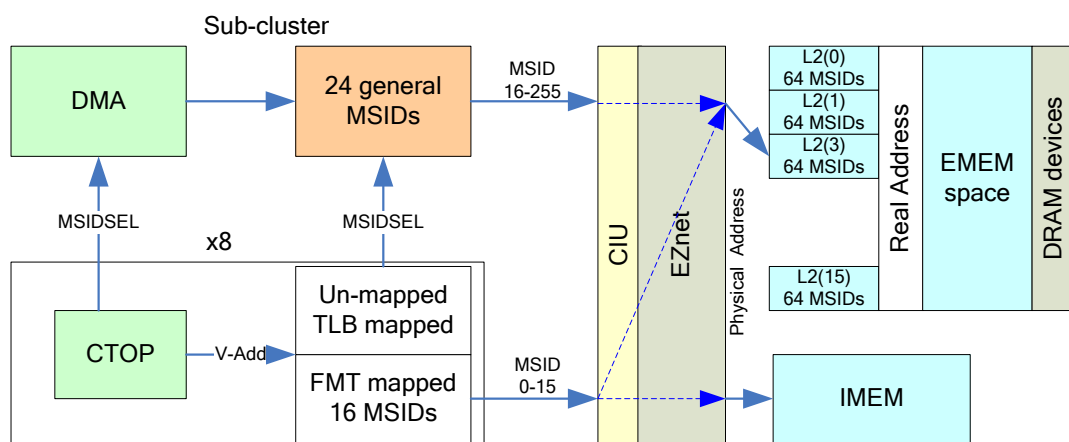 Sub-cluster
DMA
24 general
MSIDs
MSID
16-255
L2(0)
64 MSIDs
L2(1)
64 MSIDs
L2(3)
64 MSIDs
L2(15)
64 MSIDs
Real Address
EMEM
space
DRAM devices
MSIDSEL
MSIDSEL
x8
CIU
EZnet
Physical Address
Un-mapped
TLB mapped
CTOP
V-Add
FMT mapped
16 MSIDs
MSID
0-15
IMEM